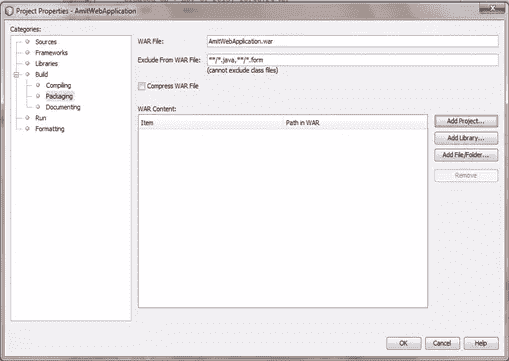 Project Properties - AmitWebApplication
Categories:
Sources
Frameworks
Libraries
Build
Compiling
Packaging
Documenting
Run
Formatting
WAR File:
AmitWebApplication.war
Exclude From WAR File:
**/*.java,**/*.form
(cannot exclude class files)
Compress WAR File
WAR Content:
Item Path in WAR
Add Project...
Add Library...
Add File/Folder...
Remove
OK Cancel Help